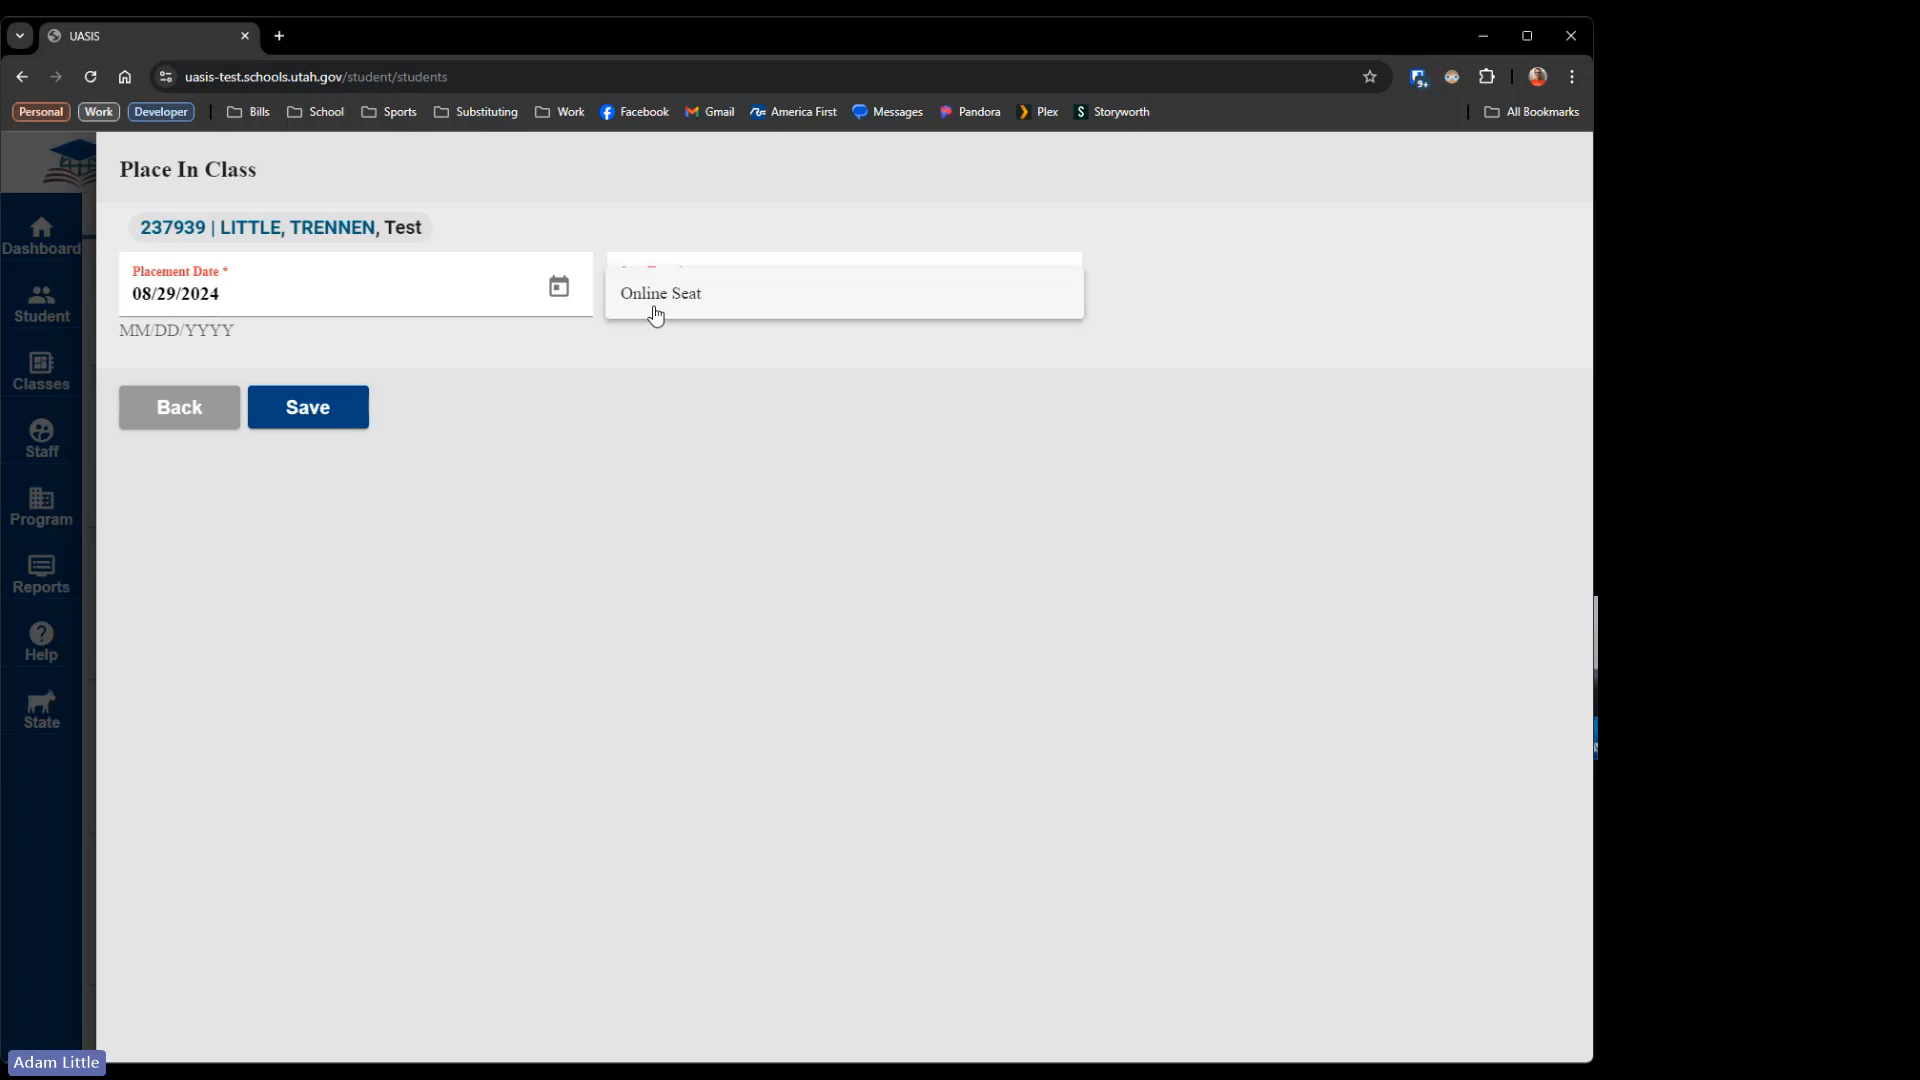 UASIS
uasis-test.schools.utah.gov/student/students
9+
Personal Work Developer Bills School Sports Substituting Work Facebook Gmail America First Messages Pandora Plex S Storyworth All Bookmarks
Place In Class
237939 | LITTLE, TRENNEN, Test
Placement Date *
08/29/2024
MM/DD/YYYY
Online Seat
Back Save
Dashboard
Student
Classes
Staff
Program
Reports
Help
State
Adam Little